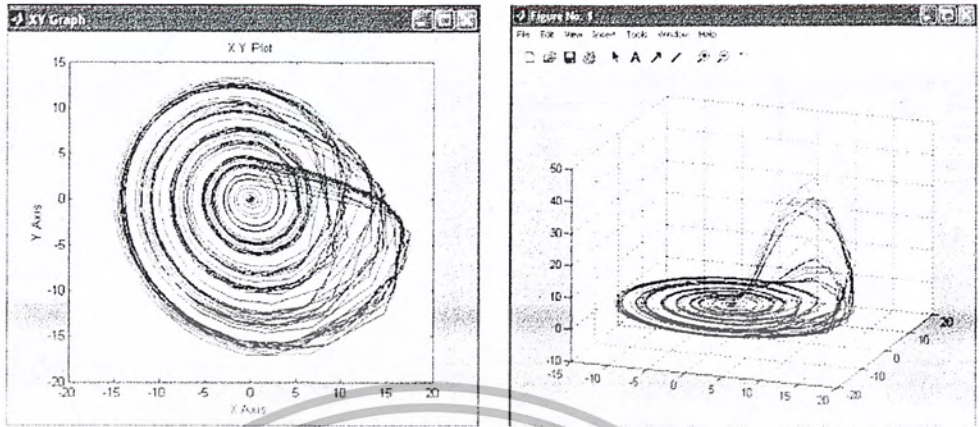 XY Graph
X Y Plot
15
10
5
0
-5
-10
-15
-20
Y Axis
-20 -15 -10 -5 0 5 10 15 20
X Axis
Figure No. 1
File Edit View Insert Tools Window Help
A
50
40
30
20
10
0
-10
-15 -10 -5 0 5 10 15 20
-20 -10 0 10 20